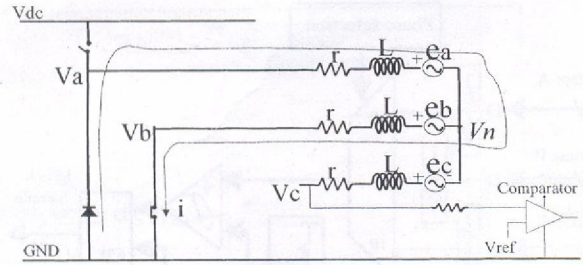 Vdc
Va
r L + ea
Vb
r L + eb
Vn
r L + ec
Vc
i
Comparator
Vref
GND